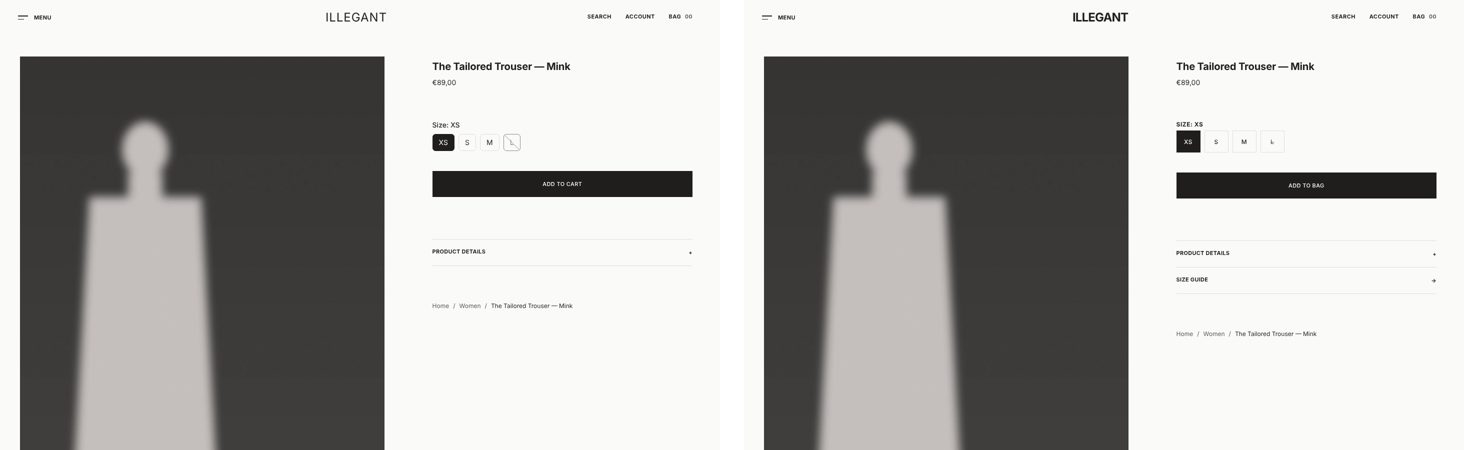 MENU
ILLEGANT
SEARCH ACCOUNT BAG 00
The Tailored Trouser — Mink
€89,00
Size: XS
XS S M L
ADD TO CART
PRODUCT DETAILS +
Home / Women / The Tailored Trouser — Mink
MENU
ILLEGANT
SEARCH ACCOUNT BAG 00
The Tailored Trouser — Mink
€89,00
SIZE: XS
XS S M L
ADD TO BAG
PRODUCT DETAILS +
SIZE GUIDE →
Home / Women / The Tailored Trouser — Mink